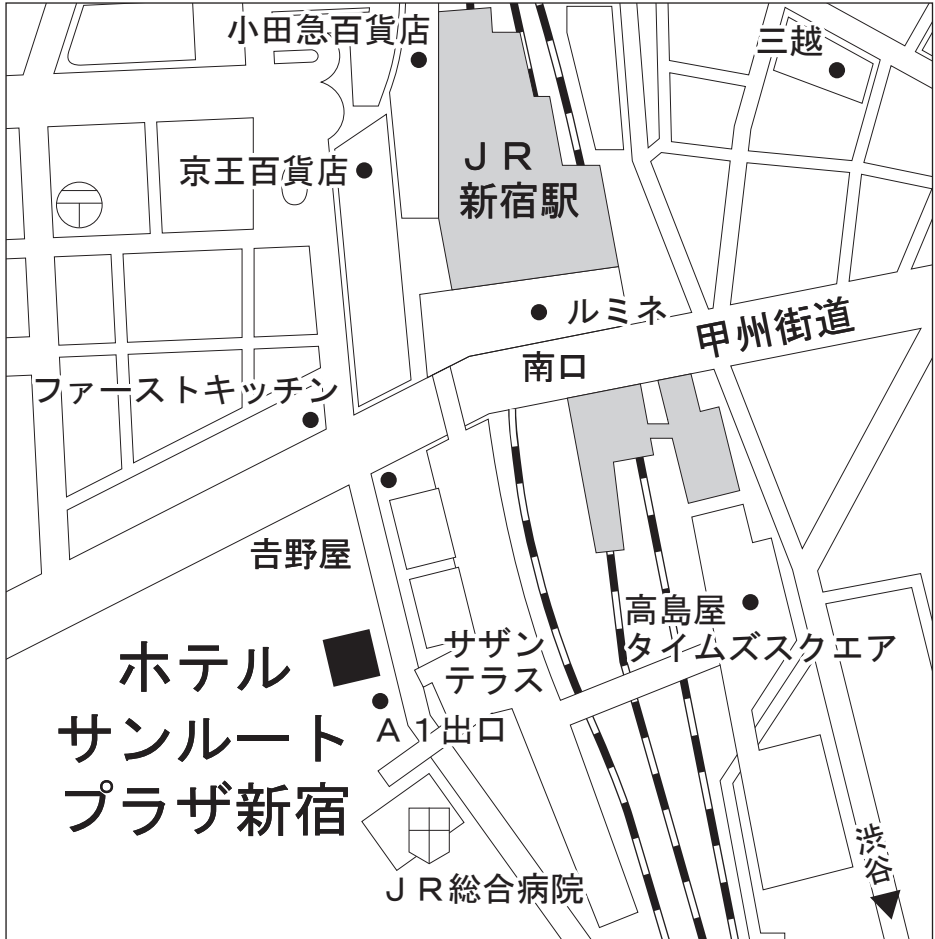 小田急百貨店
三越
京王百貨店
ＪＲ
新宿駅
ルミネ
甲州街道
南口
ファーストキッチン
吉野屋
高島屋
タイムズスクエア
サザン
テラス
ホテル
サンルート
プラザ新宿
Ａ１出口
渋谷
ＪＲ総合病院